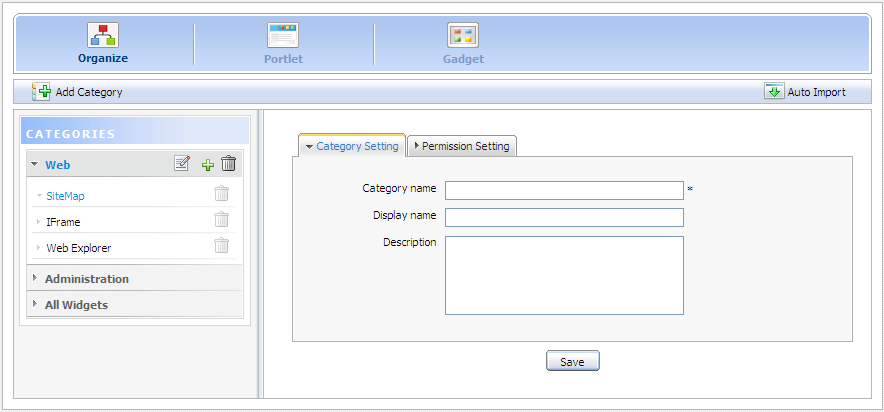 Organize
Portlet
Gadget
Add Category
Auto Import
CATEGORIES
Web
SiteMap
IFrame
Web Explorer
Administration
All Widgets
Category Setting
Permission Setting
Category name *
Display name
Description
Save